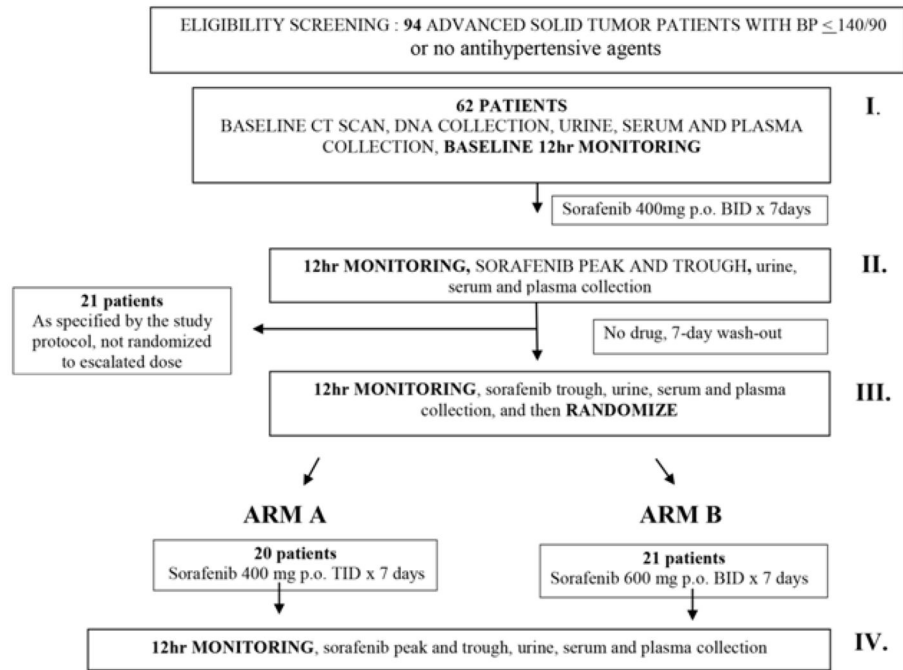 ELIGIBILITY SCREENING : 94 ADVANCED SOLID TUMOR PATIENTS WITH BP ≤ 140/90
or no antihypertensive agents
I.
62 PATIENTS
BASELINE CT SCAN, DNA COLLECTION, URINE, SERUM AND PLASMA
COLLECTION, BASELINE 12hr MONITORING
Sorafenib 400mg p.o. BID x 7days
II.
12hr MONITORING, SORAFENIB PEAK AND TROUGH, urine,
serum and plasma collection
21 patients
As specified by the study
protocol, not randomized
to escalated dose
No drug, 7-day wash-out
III.
12hr MONITORING, sorafenib trough, urine, serum and plasma
collection, and then RANDOMIZE
ARM A
ARM B
20 patients
Sorafenib 400 mg p.o. TID x 7 days
21 patients
Sorafenib 600 mg p.o. BID x 7 days
12hr MONITORING, sorafenib peak and trough, urine, serum and plasma collection
IV.